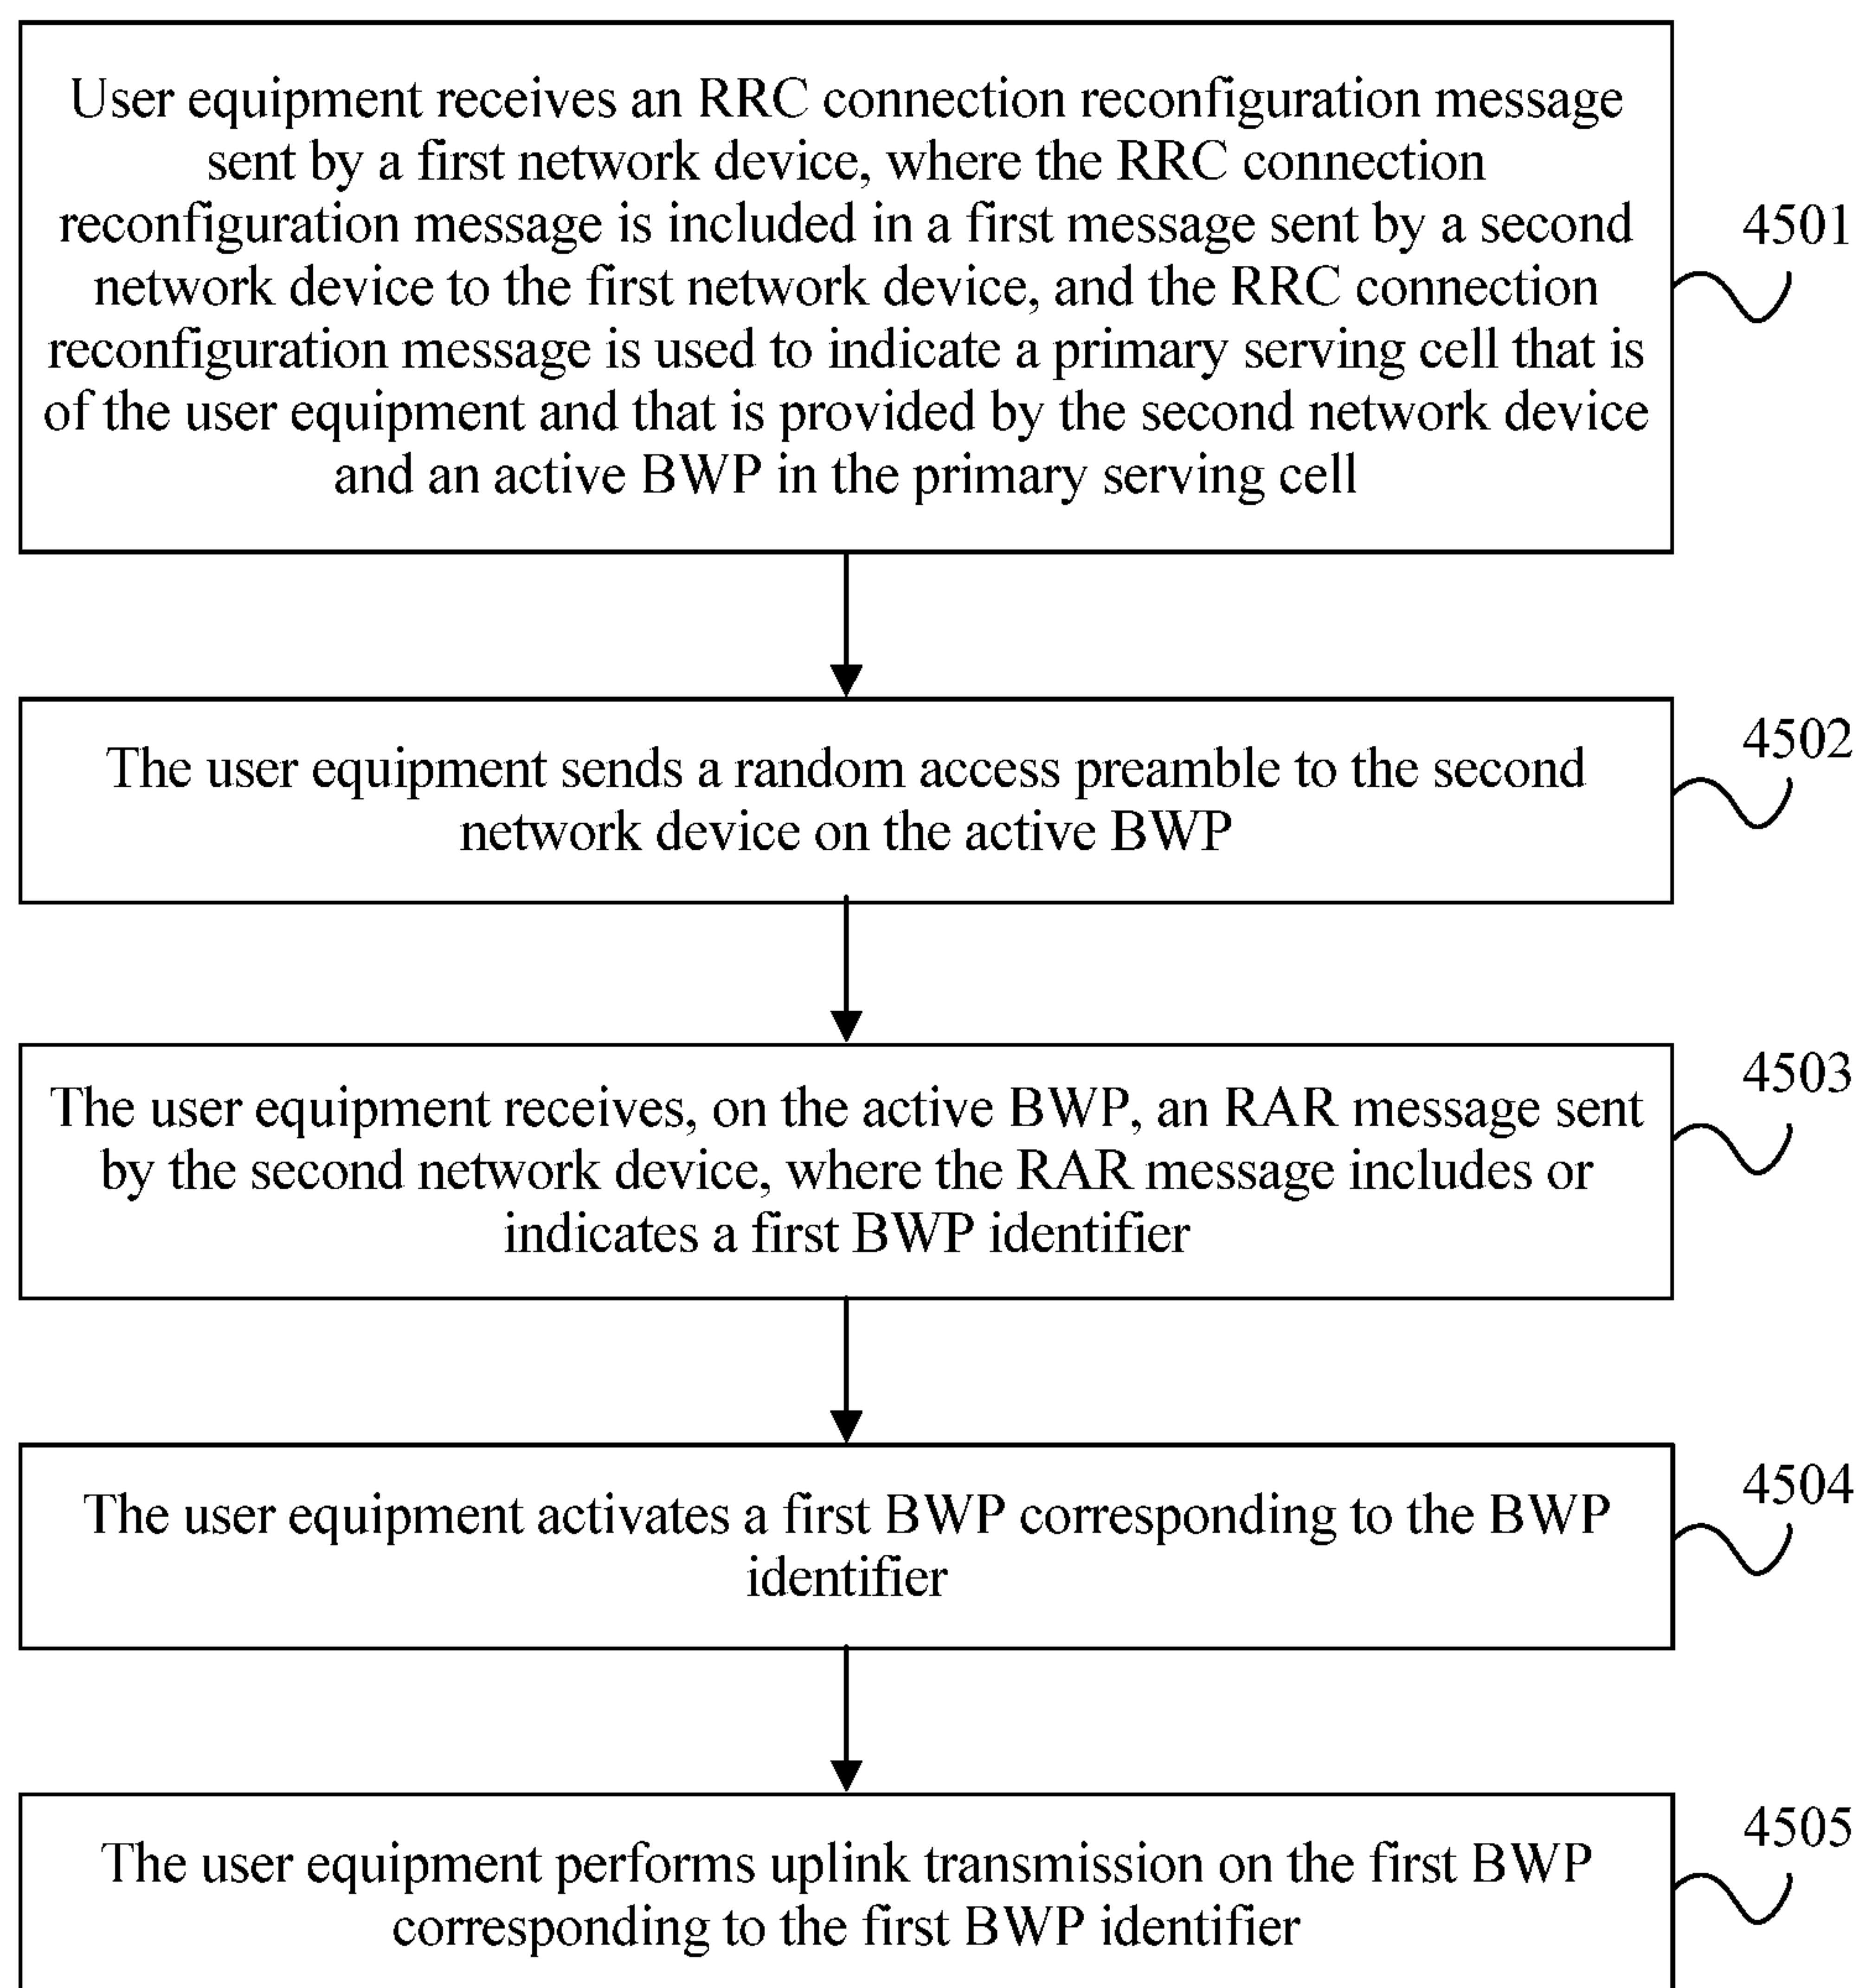 User equipment receives an RRC connection reconfiguration message
sent by a first network device, where the RRC connection
reconfiguration message is included in a first message sent by a second
network device to the first network device, and the RRC connection
reconfiguration message is used to indicate a primary serving cell that is
of the user equipment and that is provided by the second network device
and an active BWP in the primary serving cell
4501
The user equipment sends a random access preamble to the second
network device on the active BWP
4502
The user equipment receives, on the active BWP, an RAR message sent
by the second network device, where the RAR message includes or
indicates a first BWP identifier
4503
The user equipment activates a first BWP corresponding to the BWP
identifier
4504
The user equipment performs uplink transmission on the first BWP
corresponding to the first BWP identifier
4505